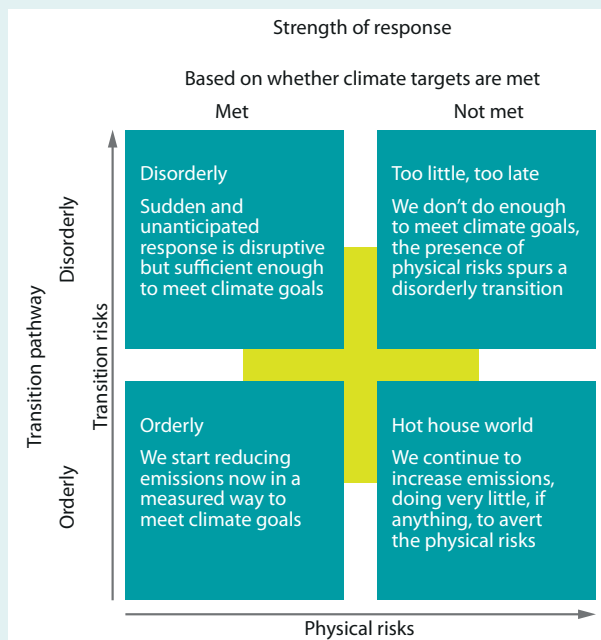 Strength of response
Based on whether climate targets are met
Met
Not met
Transition pathway
Disorderly
Orderly
Transition risks
Disorderly
Sudden and
unanticipated
response is disruptive
but sufficient enough
to meet climate goals
Too little, too late
We don't do enough
to meet climate goals,
the presence of
physical risks spurs a
disorderly transition
Orderly
We start reducing
emissions now in a
measured way to
meet climate goals
Hot house world
We continue to
increase emissions,
doing very little, if
anything, to avert
the physical risks
Physical risks